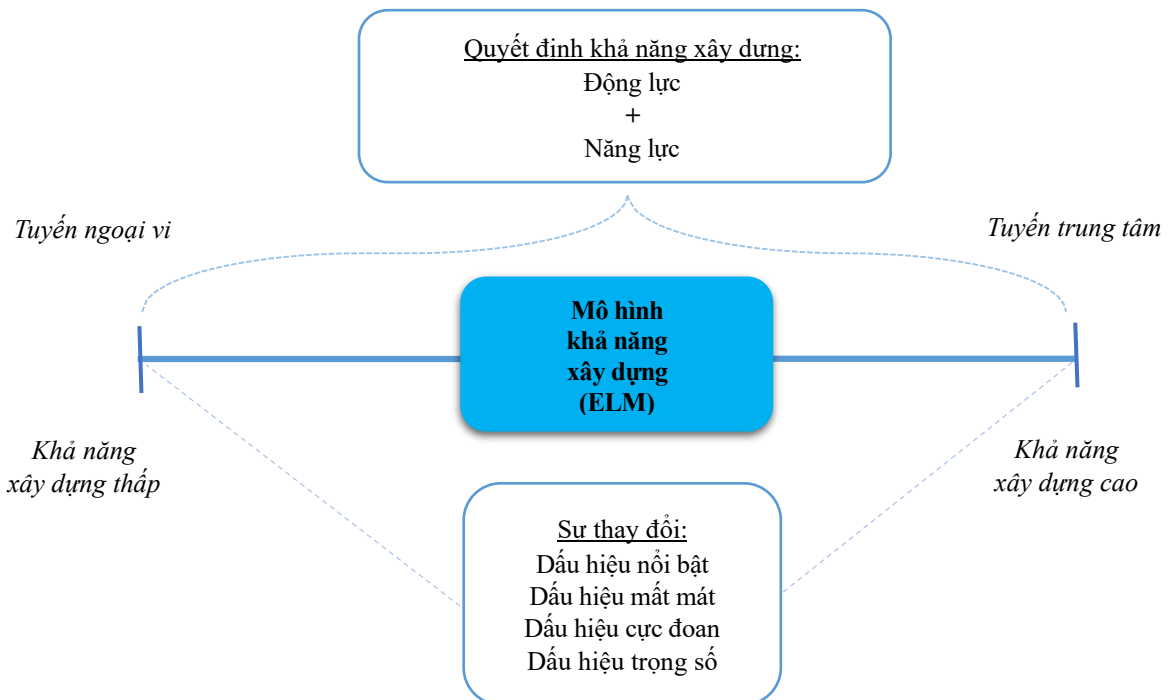 Quyết định khả năng xây dưng:
Động lực
+
Năng lực
Tuyến ngoại vi
Tuyến trung tâm
Mô hình
khả năng
xây dựng
(ELM)
Khả năng
xây dựng thấp
Khả năng
xây dựng cao
Sư thay đổi:
Dấu hiệu nổi bật
Dấu hiệu mất mát
Dấu hiệu cực đoan
Dấu hiệu trọng số